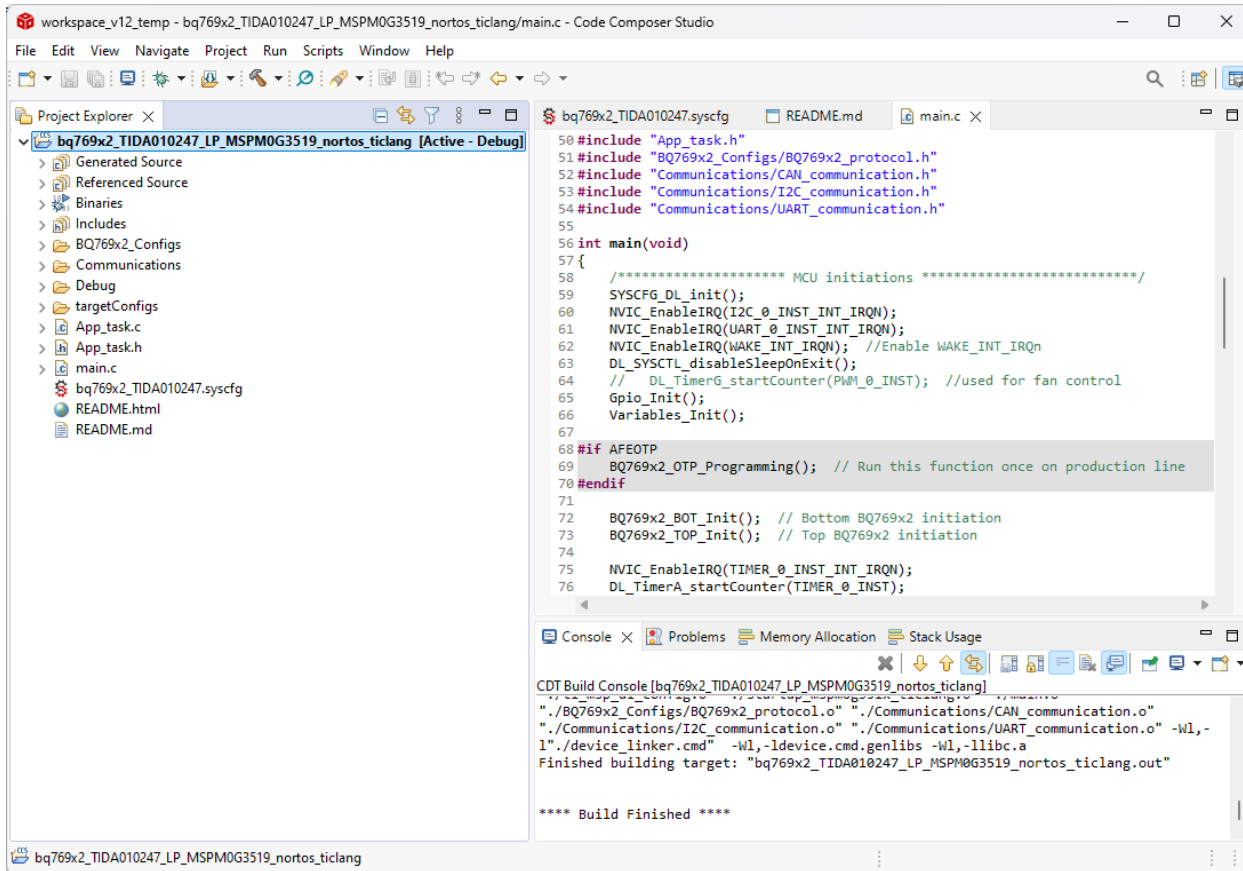 workspace_v12_temp - bq769x2_TIDA010247_LP_MSPM0G3519_nortos_ticlang/main.c - Code Composer Studio
File Edit View Navigate Project Run Scripts Window Help
Project Explorer
bq769x2_TIDA010247_LP_MSPM0G3519_nortos_ticlang [Active - Debug]
Generated Source
Referenced Source
Binaries
Includes
BQ769x2_Configs
Communications
Debug
targetConfigs
App_task.c
App_task.h
main.c
bq769x2_TIDA010247.syscfg
README.html
README.md
bq769x2_TIDA010247.syscfg README.md main.c
50 #include "App_task.h"
51 #include "BQ769x2_Configs/BQ769x2_protocol.h"
52 #include "Communications/CAN_communication.h"
53 #include "Communications/I2C_communication.h"
54 #include "Communications/UART_communication.h"
55
56 int main(void)
57 {
58     /********************* MCU initiations ***************************/
59     SYSCFG_DL_init();
60     NVIC_EnableIRQ(I2C_0_INST_INT_IRQN);
61     NVIC_EnableIRQ(UART_0_INST_INT_IRQN);
62     NVIC_EnableIRQ(WAKE_INT_IRQN);  //Enable WAKE_INT_IRQn
63     DL_SYSCTL_disableSleepOnExit();
64     //   DL_TimerG_startCounter(PWM_0_INST);  //used for fan control
65     Gpio_Init();
66     Variables_Init();
67
68 #if AFEOTP
69     BQ769x2_OTP_Programming();  // Run this function once on production line
70 #endif
71
72     BQ769x2_BOT_Init();  // Bottom BQ769x2 initiation
73     BQ769x2_TOP_Init();  // Top BQ769x2 initiation
74
75     NVIC_EnableIRQ(TIMER_0_INST_INT_IRQN);
76     DL_TimerA_startCounter(TIMER_0_INST);
Console Problems Memory Allocation Stack Usage
CDT Build Console [bq769x2_TIDA010247_LP_MSPM0G3519_nortos_ticlang]
"./BQ769x2_Configs/BQ769x2_protocol.o" "./Communications/CAN_communication.o"
"./Communications/I2C_communication.o" "./Communications/UART_communication.o" -Wl,-
l"./device_linker.cmd"  -Wl,-ldevice.cmd.genlibs -Wl,-llibc.a
Finished building target: "bq769x2_TIDA010247_LP_MSPM0G3519_nortos_ticlang.out"
**** Build Finished ****
bq769x2_TIDA010247_LP_MSPM0G3519_nortos_ticlang